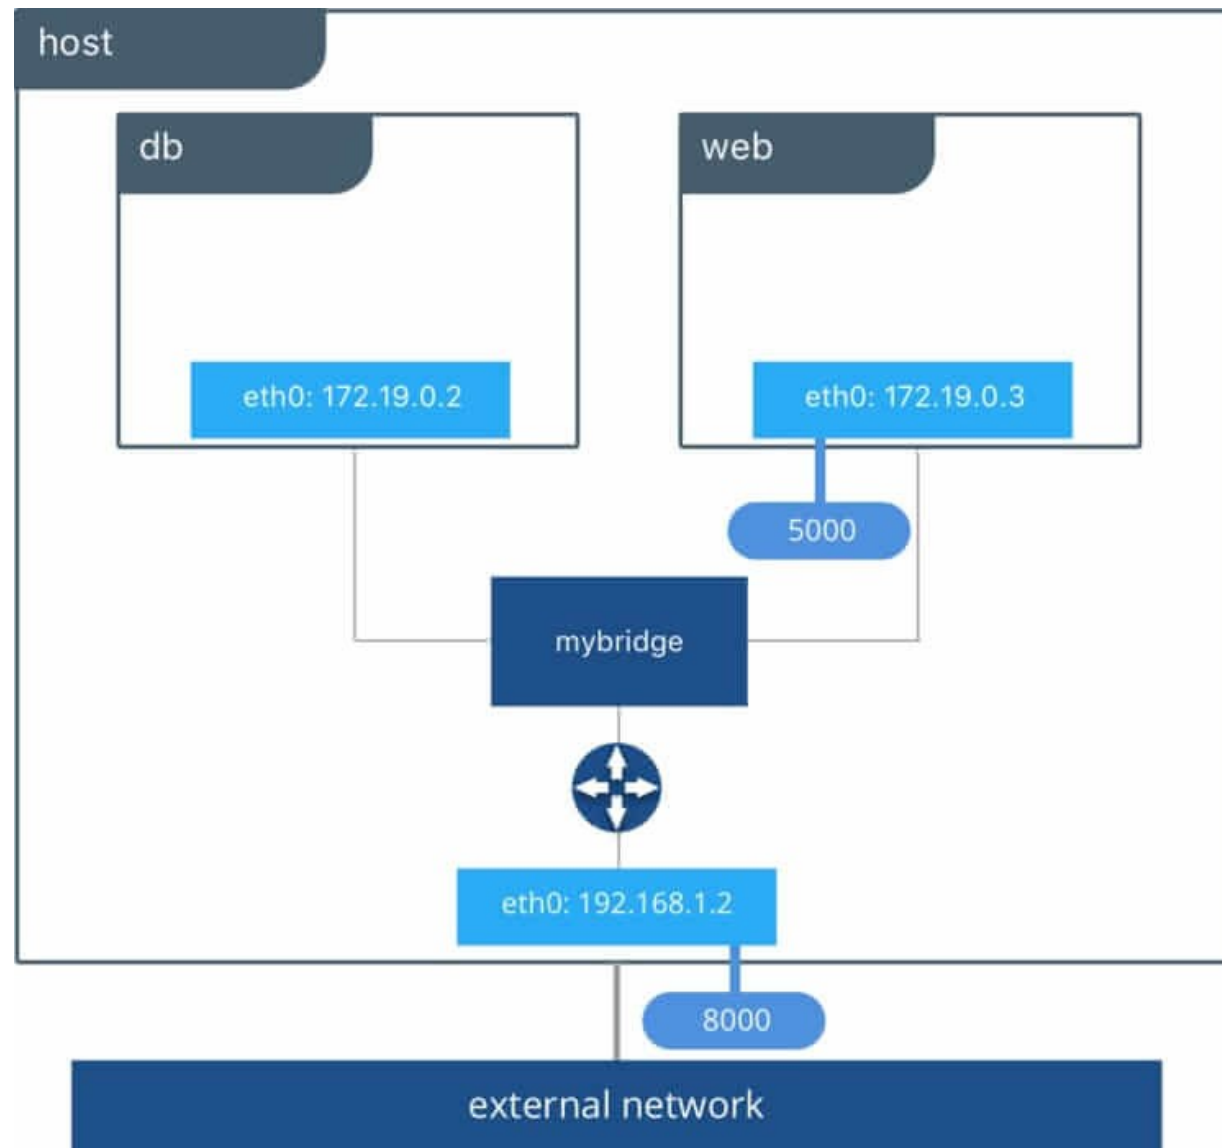 host
db
web
eth0: 172.19.0.2
eth0: 172.19.0.3
5000
mybridge
eth0: 192.168.1.2
8000
external network